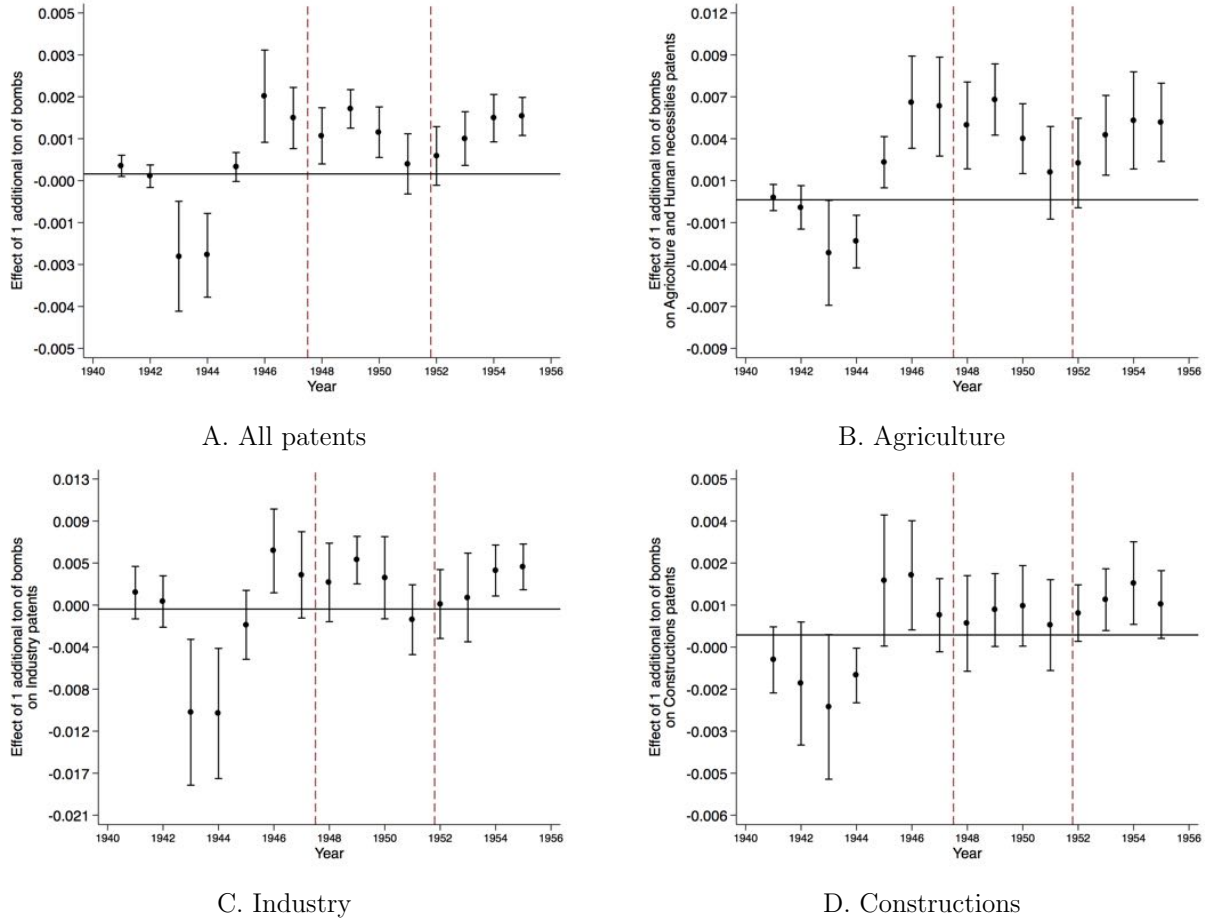 0.005
0.003
0.002
0.001
-0.000
-0.001
-0.003
-0.004
-0.005
Effect of 1 additional ton of bombs
1940 1942 1944 1946 1948 1950 1952 1954 1956
Year
A. All patents
0.012
0.009
0.007
0.004
0.001
-0.001
-0.004
-0.007
-0.009
Effect of 1 additional ton of bombs
on Agricolture and Human necessities patents
1940 1942 1944 1946 1948 1950 1952 1954 1956
Year
B. Agriculture
0.013
0.009
0.005
0.000
-0.004
-0.008
-0.012
-0.017
-0.021
Effect of 1 additional ton of bombs
on Industry patents
1940 1942 1944 1946 1948 1950 1952 1954 1956
Year
C. Industry
0.005
0.004
0.002
0.001
-0.000
-0.002
-0.003
-0.005
-0.006
Effect of 1 additional ton of bombs
on Constructions patents
1940 1942 1944 1946 1948 1950 1952 1954 1956
Year
D. Constructions